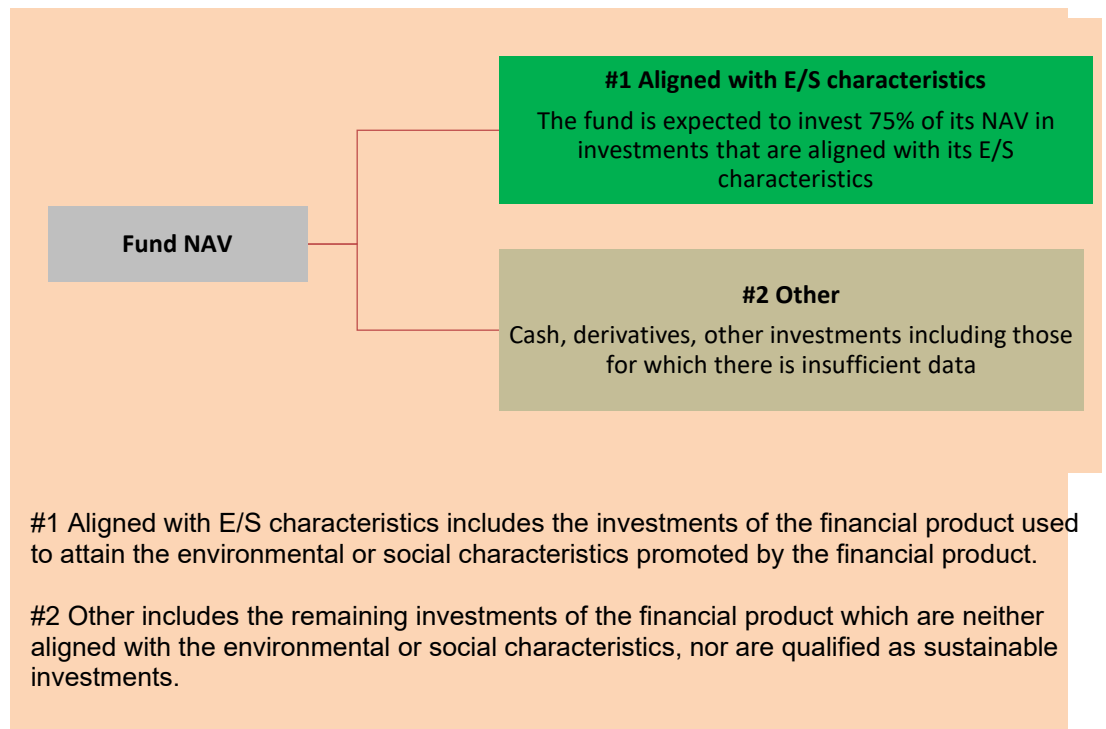 #1 Aligned with E/S characteristics
The fund is expected to invest 75% of its NAV in
investments that are aligned with its E/S
characteristics
Fund NAV
#2 Other
Cash, derivatives, other investments including those
for which there is insufficient data
#1 Aligned with E/S characteristics includes the investments of the financial product used
to attain the environmental or social characteristics promoted by the financial product.
#2 Other includes the remaining investments of the financial product which are neither
aligned with the environmental or social characteristics, nor are qualified as sustainable
investments.